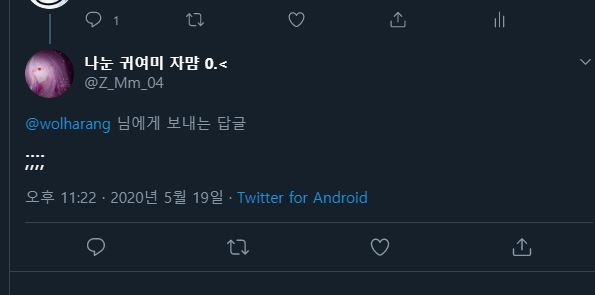 1
나눈 귀여미 자먐 0.<
@Z_Mm_04
@wolharang 님에게 보내는 답글
;;;;
오후 11:22 · 2020년 5월 19일 · Twitter for Android